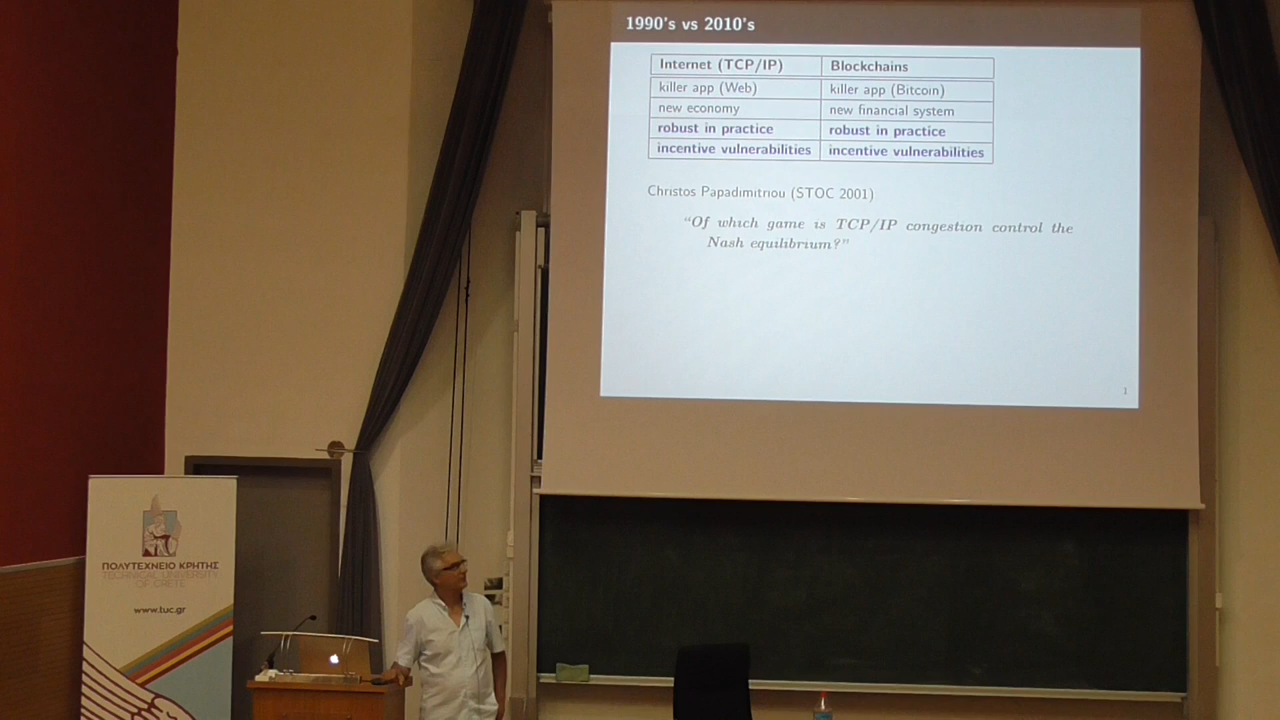 1990's vs 2010's
Internet (TCP/IP) Blockchains
killer app (Web) killer app (Bitcoin)
new economy new financial system
robust in practice robust in practice
incentive vulnerabilities incentive vulnerabilities
Christos Papadimitriou (STOC 2001)
“Of which game is TCP/IP congestion control the
Nash equilibrium?”
1
ΠΟΛΥΤΕΧΝΕΙΟ ΚΡΗΤΗΣ
TECHNICAL UNIVERSITY
OF CRETE
www.tuc.gr